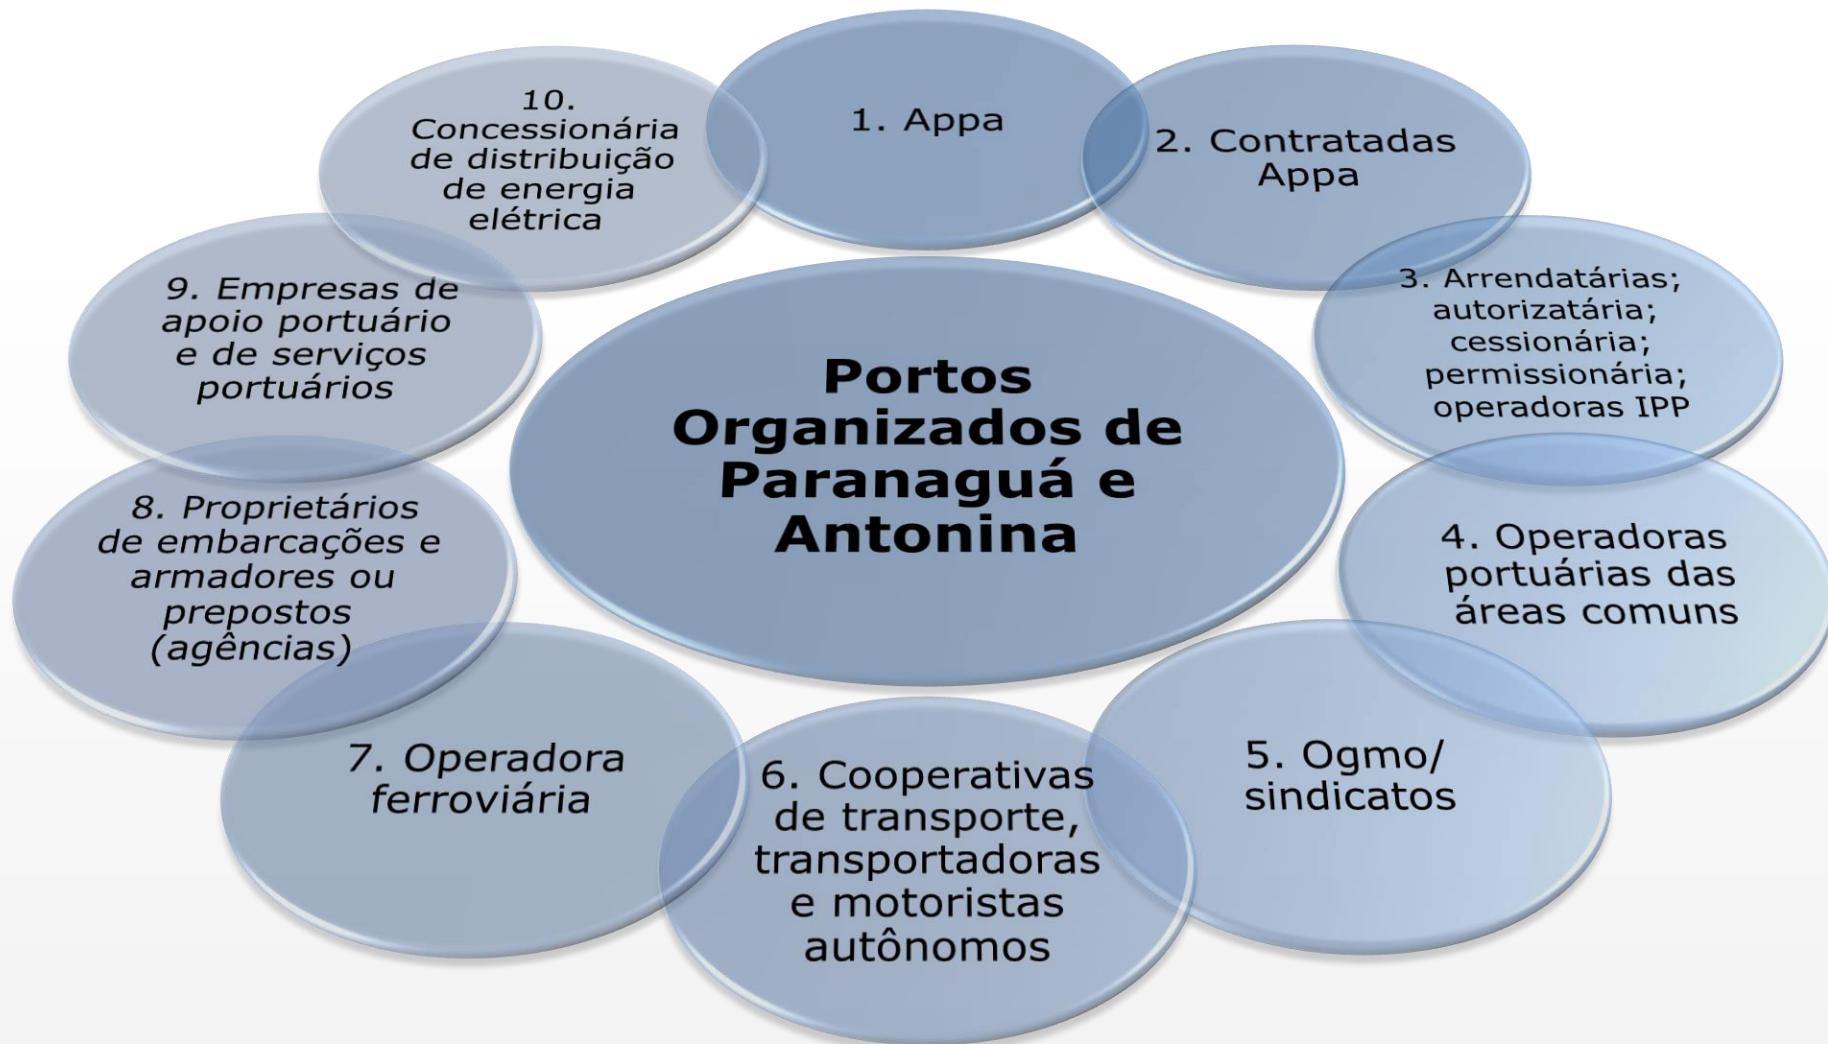 Portos
Organizados de
Paranaguá e
Antonina
1. Appa
2. Contratadas
Appa
3. Arrendatárias;
autorizatária;
cessionária;
permissionária;
operadoras IPP
4. Operadoras
portuárias das
áreas comuns
5. Ogmo/
sindicatos
6. Cooperativas
de transporte,
transportadoras
e motoristas
autônomos
7. Operadora
ferroviária
8. Proprietários
de embarcações e
armadores ou
prepostos
(agências)
9. Empresas de
apoio portuário
e de serviços
portuários
10.
Concessionária
de distribuição
de energia
elétrica